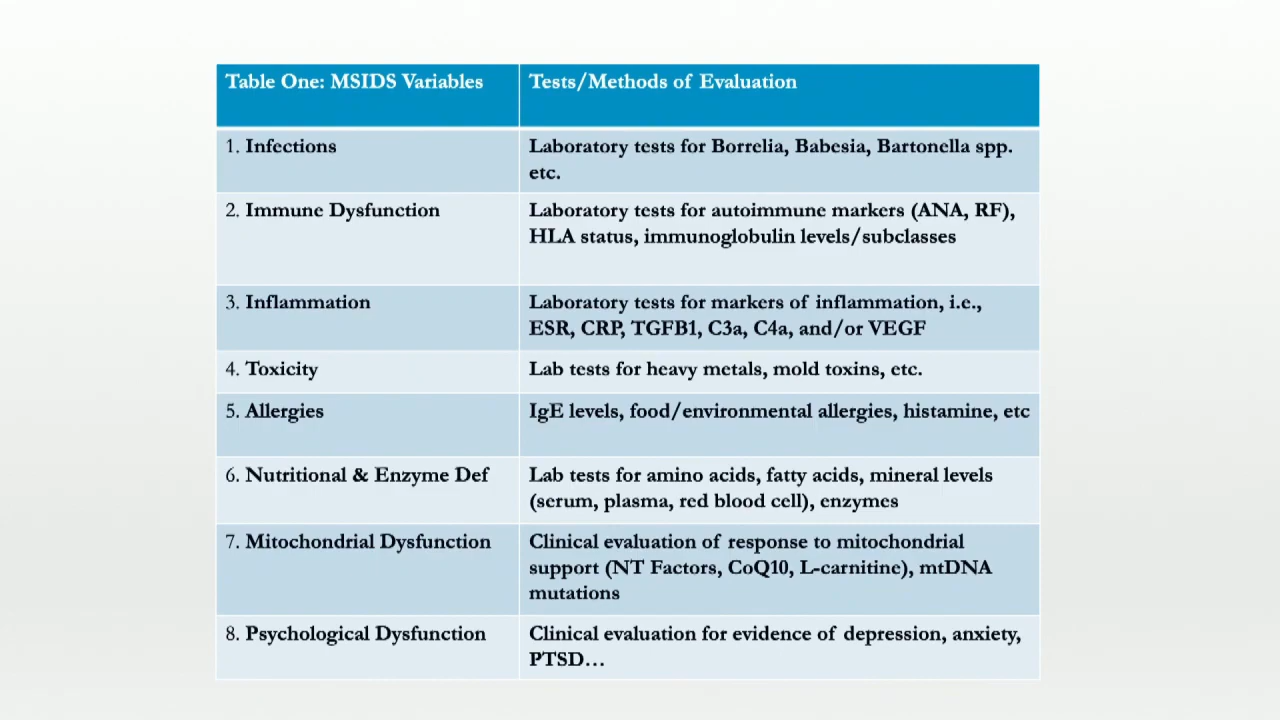 Table One: MSIDS Variables
Tests/Methods of Evaluation
1. Infections
Laboratory tests for Borrelia, Babesia, Bartonella spp.
etc.
2. Immune Dysfunction
Laboratory tests for autoimmune markers (ANA, RF),
HLA status, immunoglobulin levels/subclasses
3. Inflammation
Laboratory tests for markers of inflammation, i.e.,
ESR, CRP, TGFB1, C3a, C4a, and/or VEGF
4. Toxicity
Lab tests for heavy metals, mold toxins, etc.
5. Allergies
IgE levels, food/environmental allergies, histamine, etc
6. Nutritional & Enzyme Def
Lab tests for amino acids, fatty acids, mineral levels
(serum, plasma, red blood cell), enzymes
7. Mitochondrial Dysfunction
Clinical evaluation of response to mitochondrial
support (NT Factors, CoQ10, L-carnitine), mtDNA
mutations
8. Psychological Dysfunction
Clinical evaluation for evidence of depression, anxiety,
PTSD…